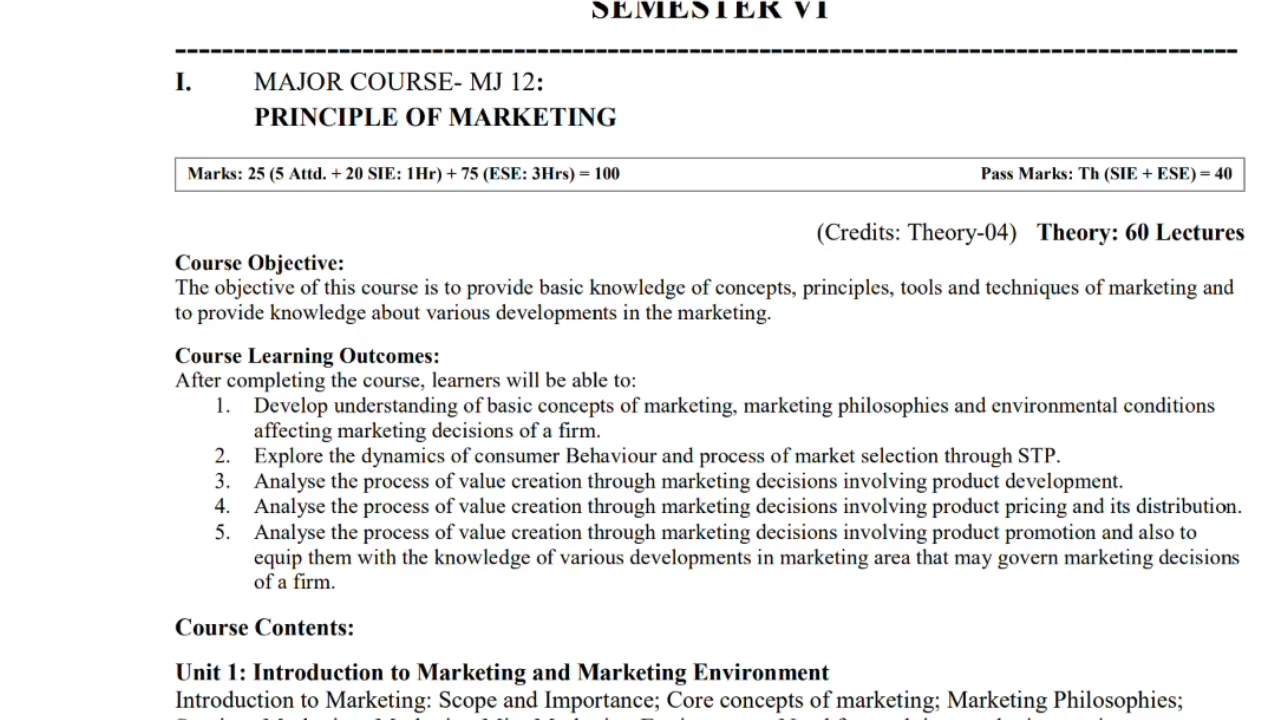 SEMESTER VI
I. MAJOR COURSE- MJ 12:
PRINCIPLE OF MARKETING
Marks: 25 (5 Attd. + 20 SIE: 1Hr) + 75 (ESE: 3Hrs) = 100 Pass Marks: Th (SIE + ESE) = 40
(Credits: Theory-04) Theory: 60 Lectures
Course Objective:
The objective of this course is to provide basic knowledge of concepts, principles, tools and techniques of marketing and
to provide knowledge about various developments in the marketing.
Course Learning Outcomes:
After completing the course, learners will be able to:
1. Develop understanding of basic concepts of marketing, marketing philosophies and environmental conditions
affecting marketing decisions of a firm.
2. Explore the dynamics of consumer Behaviour and process of market selection through STP.
3. Analyse the process of value creation through marketing decisions involving product development.
4. Analyse the process of value creation through marketing decisions involving product pricing and its distribution.
5. Analyse the process of value creation through marketing decisions involving product promotion and also to
equip them with the knowledge of various developments in marketing area that may govern marketing decisions
of a firm.
Course Contents:
Unit 1: Introduction to Marketing and Marketing Environment
Introduction to Marketing: Scope and Importance; Core concepts of marketing; Marketing Philosophies;